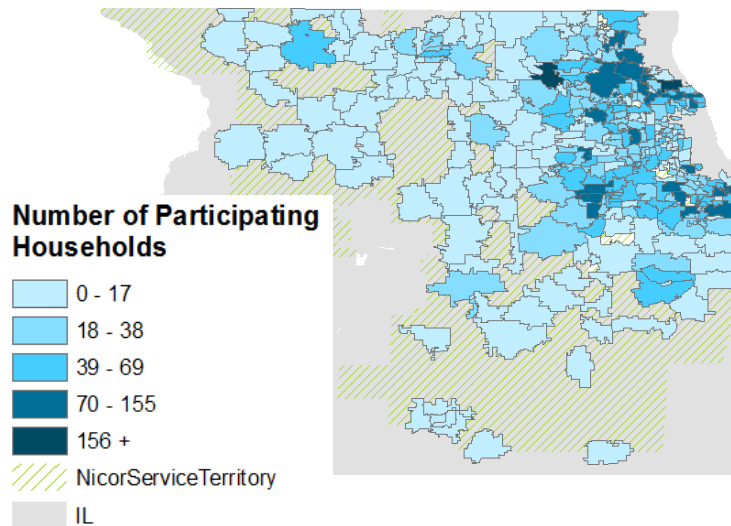 Number of Participating
Households
0 - 17
18 - 38
39 - 69
70 - 155
156 +
NicorServiceTerritory
IL